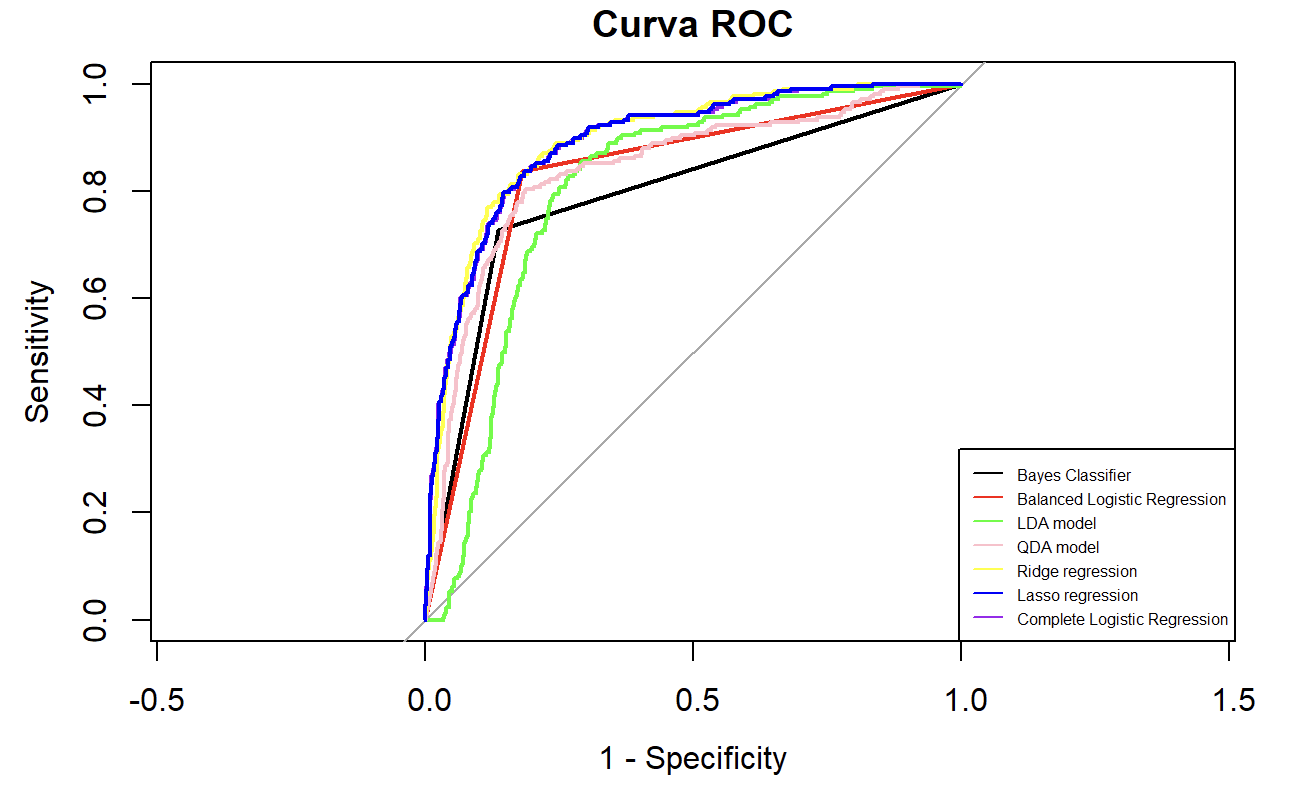 Curva ROC
Sensitivity
1.0
0.8
0.6
0.4
0.2
0.0
Bayes Classifier
Balanced Logistic Regression
LDA model
QDA model
Ridge regression
Lasso regression
Complete Logistic Regression
-0.5 0.0 0.5 1.0 1.5
1 - Specificity